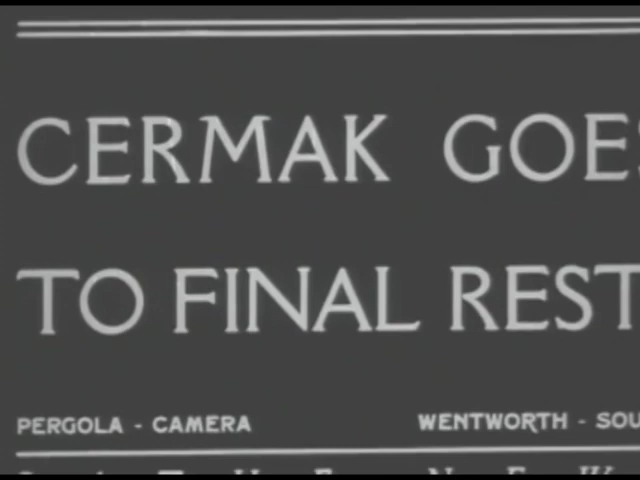 CERMAK GOES
TO FINAL REST
PERGOLA - CAMERA WENTWORTH - SOU